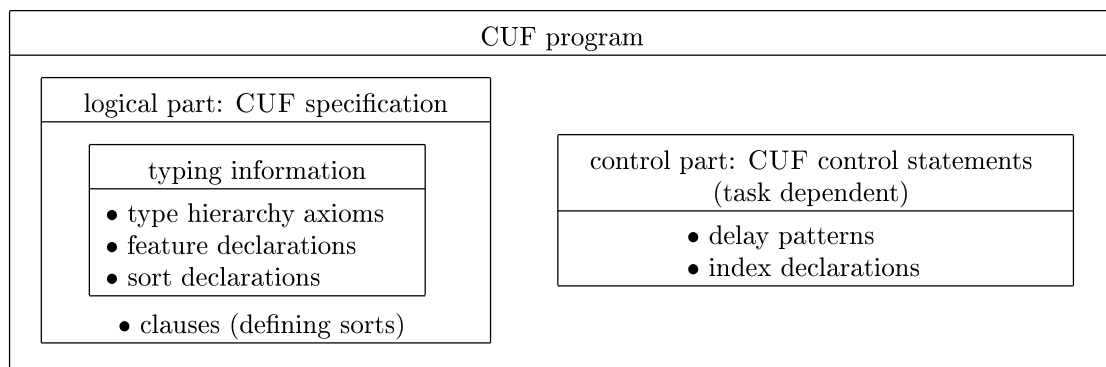 CUF program
logical part: CUF specification
typing information
• type hierarchy axioms
• feature declarations
• sort declarations
• clauses (defining sorts)
control part: CUF control statements
(task dependent)
• delay patterns
• index declarations